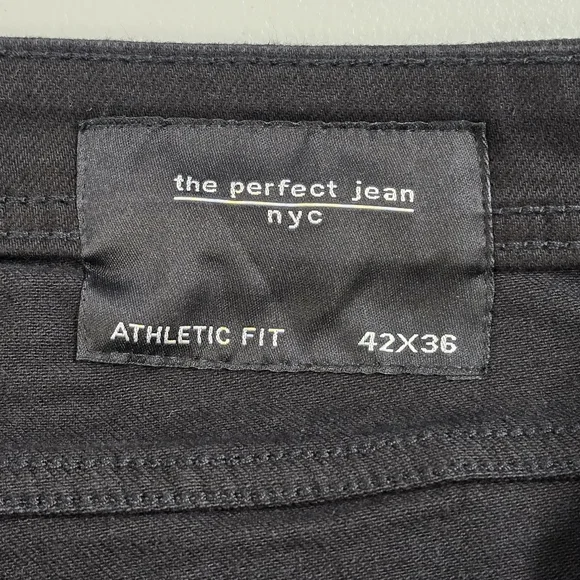 the perfect jean
nyc
ATHLETIC FIT 42X36